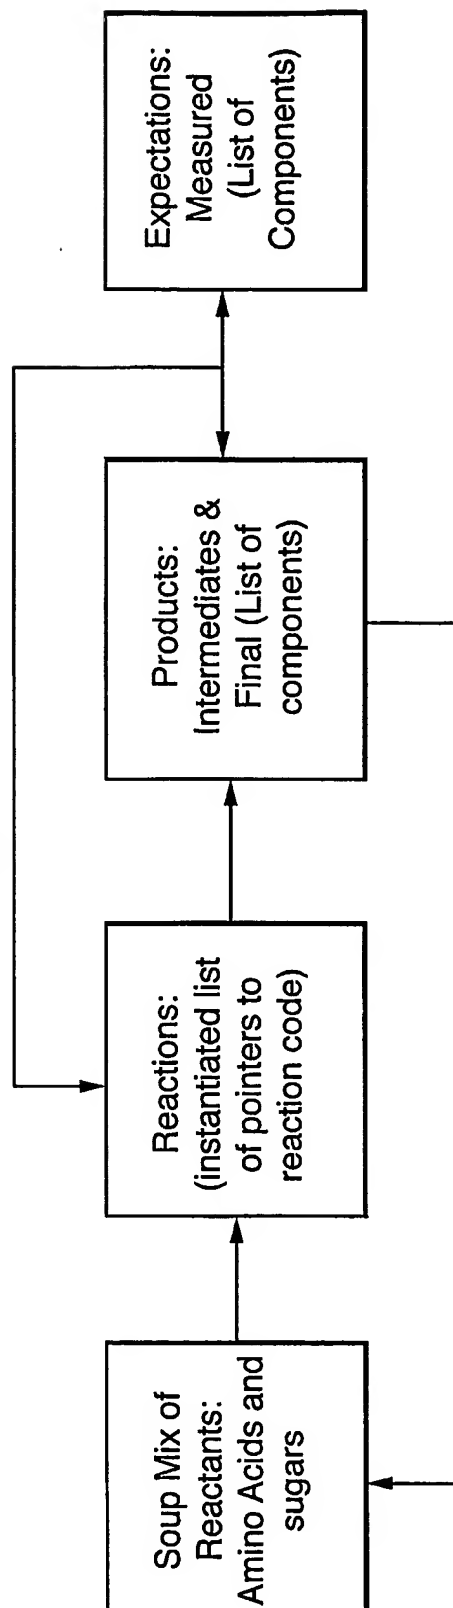 Soup Mix of
Reactants:
Amino Acids and
sugars
Reactions:
(instantiated list
of pointers to
reaction code)
Products:
Intermediates &
Final (List of
components)
Expectations:
Measured
(List of
Components)